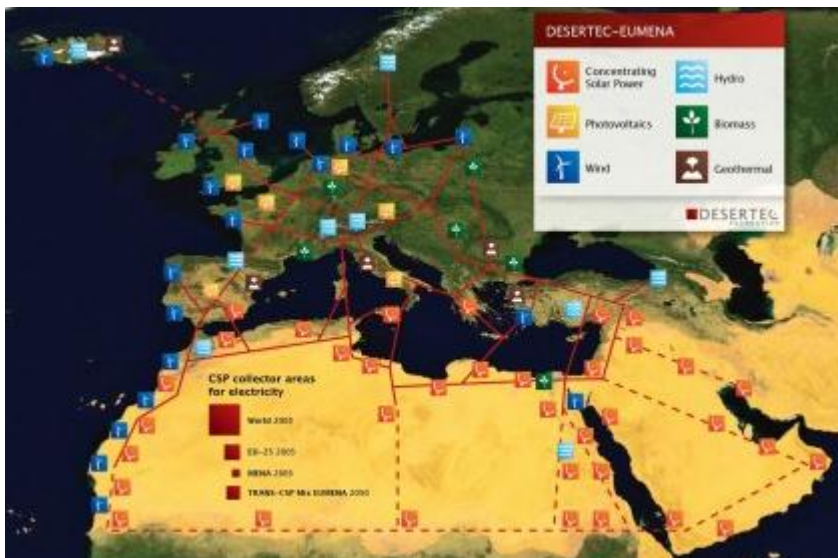 DESERTEC–EUMENA
Concentrating
Solar Power
Hydro
Photovoltaics
Biomass
Wind
Geothermal
DESERTEC
FOUNDATION
CSP collector areas
for electricity
World 2005
EU–25 2005
MENA 2005
TRANS–CSP Mix EUMENA 2050